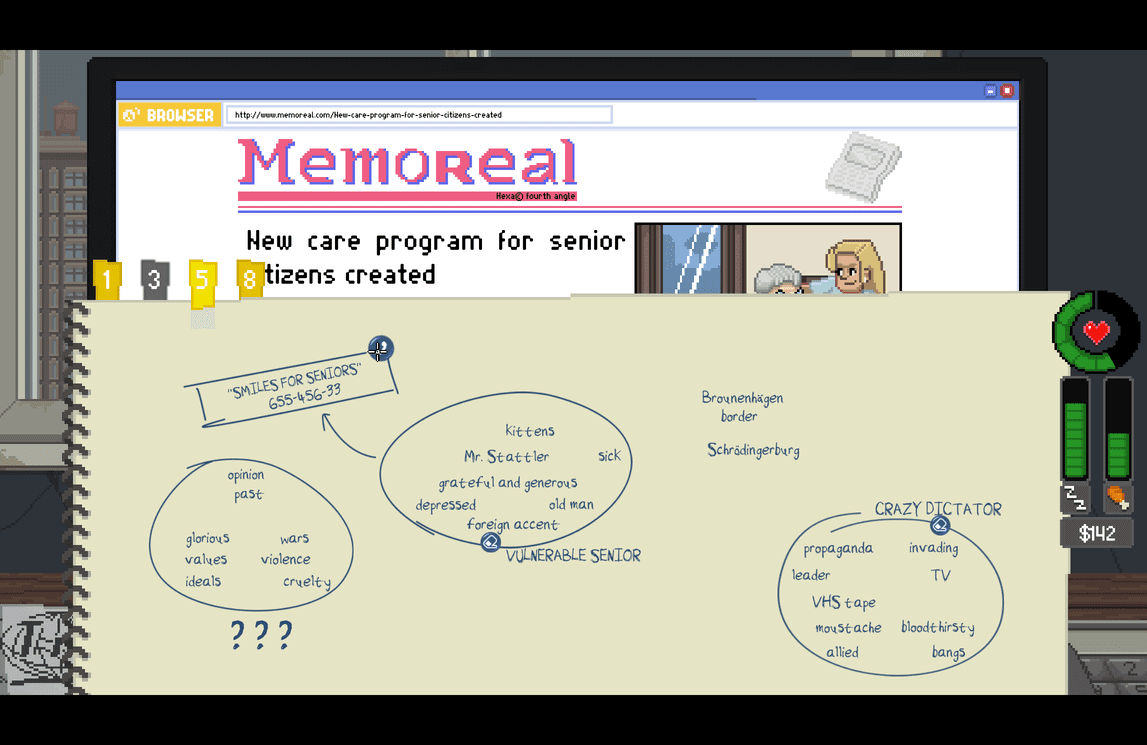 BROWSER
http://www.memoreal.com/New-care-program-for-senior-citizens-created
Memoreal
Hexa© fourth angle
New care program for senior
tizens created
1 3 5 8
"SMILES FOR SENIORS"
655-456-33
Kittens
Mr. Stattler sick
grateful and generous
depressed old man
foreign accent
VULNERABLE SENIOR
Brounenhägen
border
Schrödingerburg
opinion
past
glorious wars
values violence
ideals cruelty
???
CRAZY DICTATOR
propaganda invading
leader TV
VHS tape
moustache bloodthirsty
allied bangs
zzz
$142